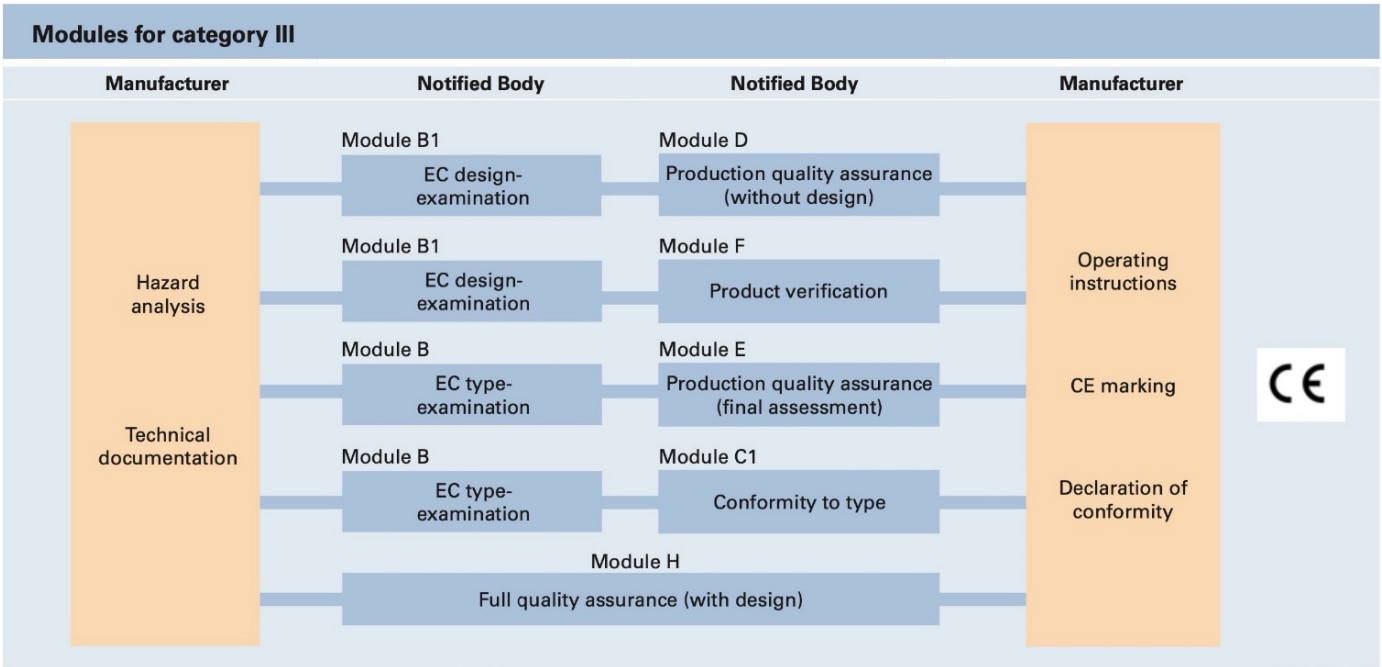 Modules for category III
Manufacturer
Notified Body
Notified Body
Manufacturer
Hazard
analysis
Technical
documentation
Module B1
EC design-
examination
Module D
Production quality assurance
(without design)
Module B1
EC design-
examination
Module F
Product verification
Module B
EC type-
examination
Module E
Production quality assurance
(final assessment)
Module B
EC type-
examination
Module C1
Conformity to type
Module H
Full quality assurance (with design)
Operating
instructions
CE marking
Declaration of
conformity
CE